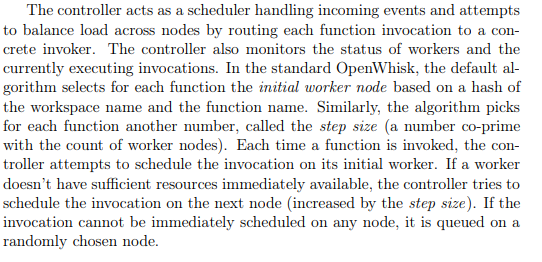 The controller acts as a scheduler handling incoming events and attempts
to balance load across nodes by routing each function invocation to a con-
crete invoker. The controller also monitors the status of workers and the
currently executing invocations. In the standard OpenWhisk, the default al-
gorithm selects for each function the initial worker node based on a hash of
the workspace name and the function name. Similarly, the algorithm picks
for each function another number, called the step size (a number co-prime
with the count of worker nodes). Each time a function is invoked, the con-
troller attempts to schedule the invocation on its initial worker. If a worker
doesn't have sufficient resources immediately available, the controller tries to
schedule the invocation on the next node (increased by the step size). If the
invocation cannot be immediately scheduled on any node, it is queued on a
randomly chosen node.